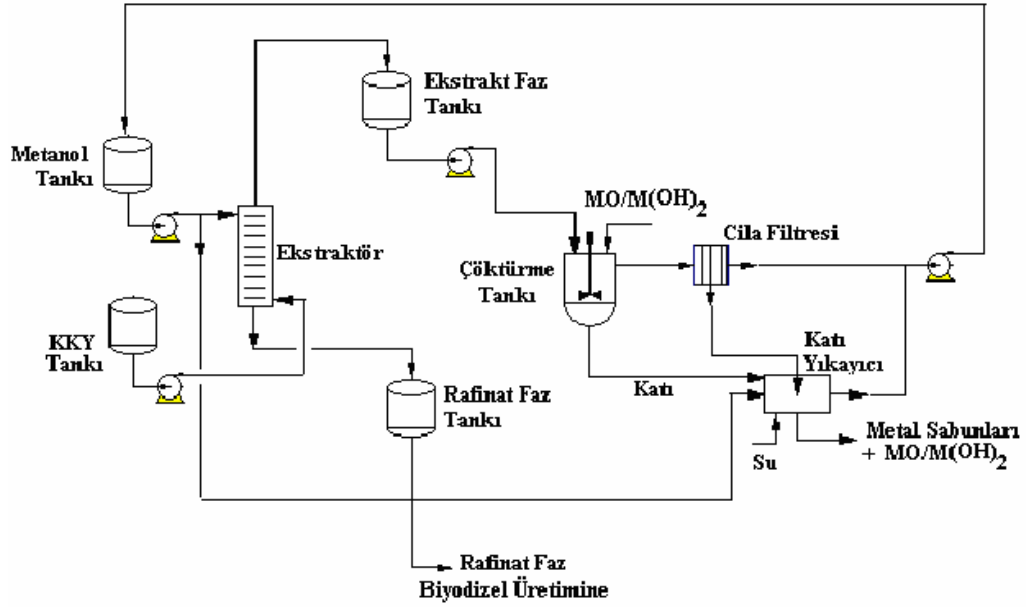 Ekstrakt Faz
Tankı
Metanol
Tankı
MO/M(OH)2
Cila Filtresi
Ekstraktör
Çöktürme
Tankı
KKY
Tankı
Katı
Yıkayıcı
Katı
Rafinat Faz
Tankı
Metal Sabunları
+ MO/M(OH)2
Su
Rafinat Faz
Biyodizel Üretimine